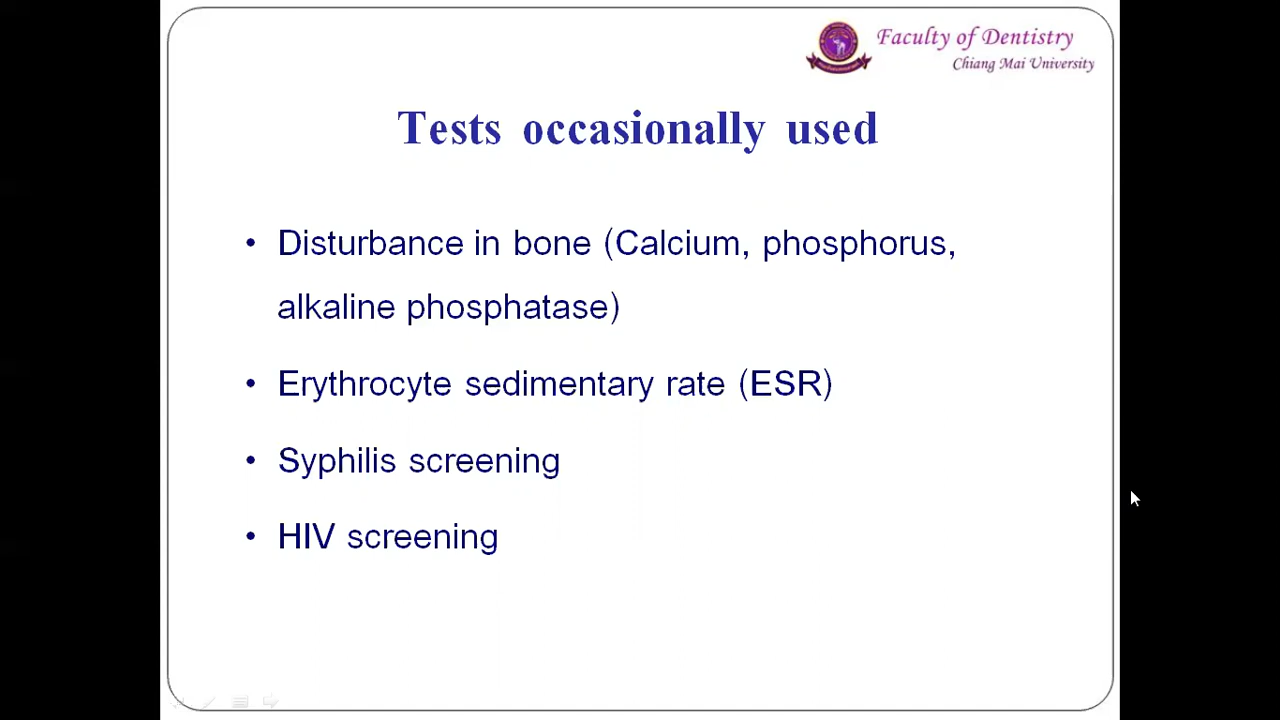 Faculty of Dentistry
Chiang Mai University
Tests occasionally used
• Disturbance in bone (Calcium, phosphorus,
alkaline phosphatase)
• Erythrocyte sedimentary rate (ESR)
• Syphilis screening
• HIV screening